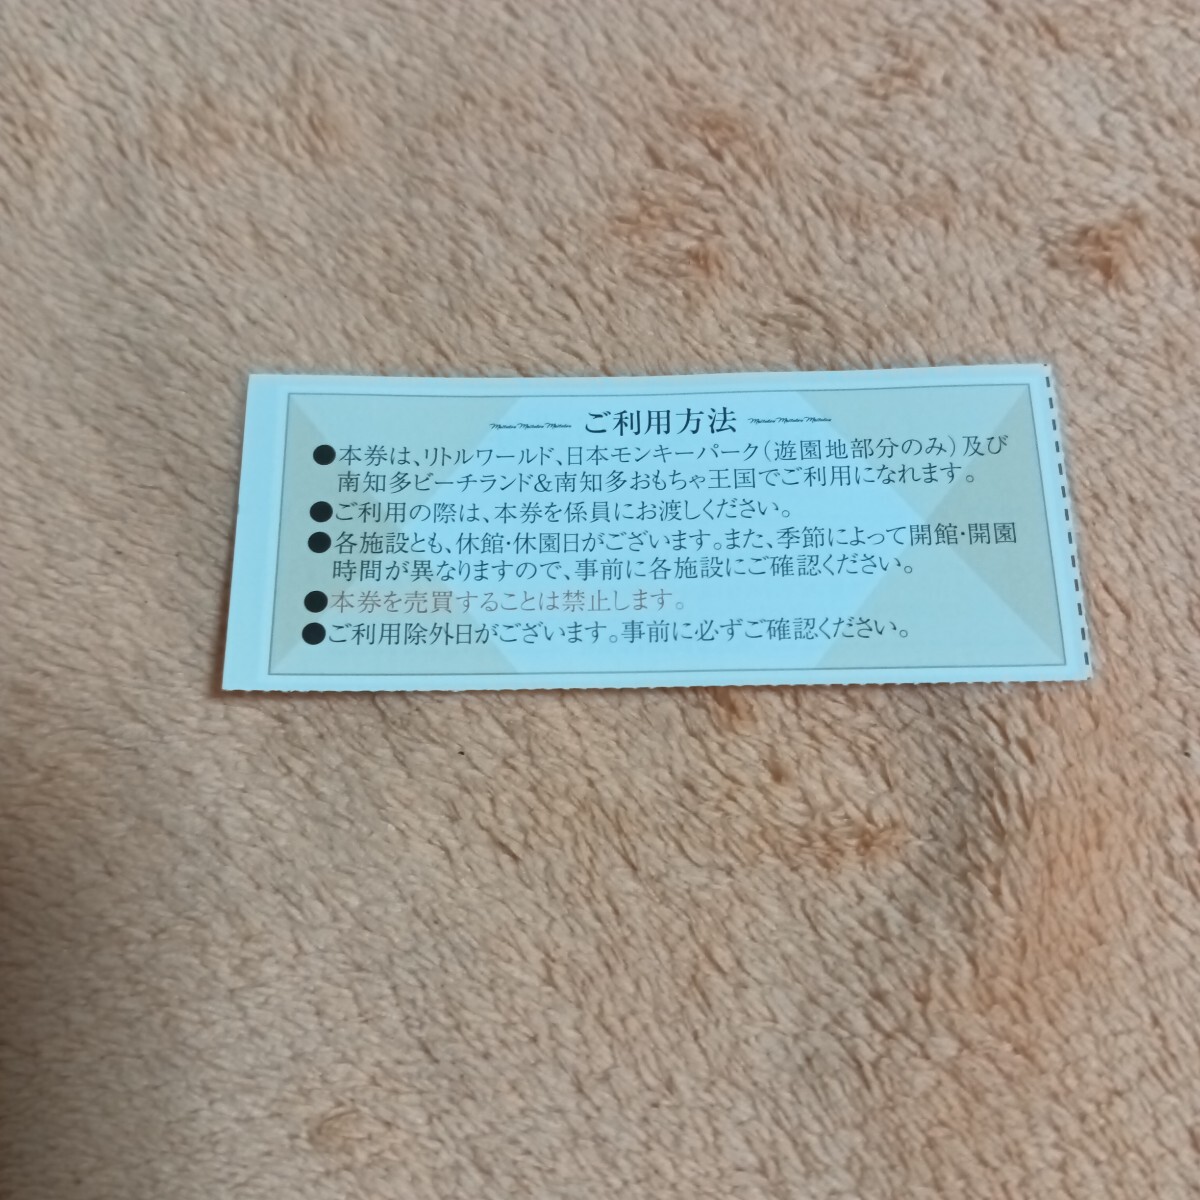 Meitetsu Meitetsu Meitetsu ご利用方法 Meitetsu Meitetsu Meitetsu
●本券は、リトルワールド、日本モンキーパーク(遊園地部分のみ)及び
南知多ビーチランド&南知多おもちゃ王国でご利用になれます。
●ご利用の際は、本券を係員にお渡しください。
●各施設とも、休館・休園日がございます。また、季節によって開館・開園
時間が異なりますので、事前に各施設にご確認ください。
●本券を売買することは禁止します。
●ご利用除外日がございます。事前に必ずご確認ください。